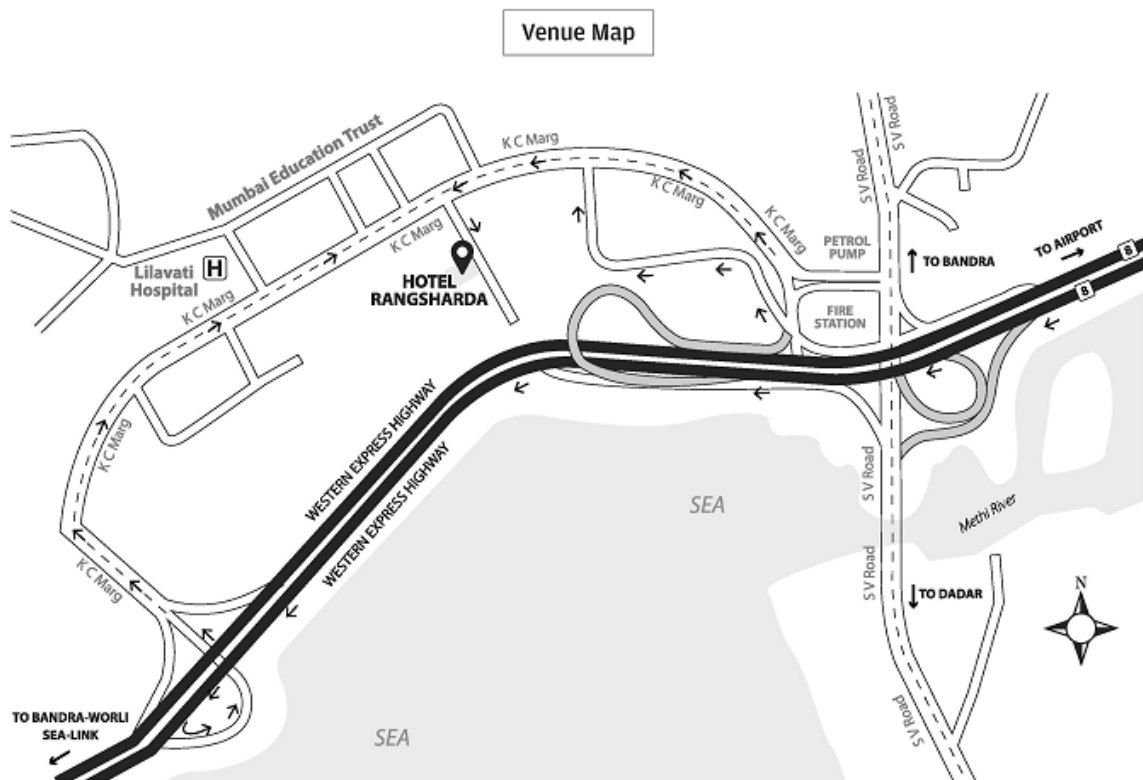 Venue Map
S V Road
S V Road
K C Marg
Mumbai Education Trust
K C Marg
K C Marg
K C Marg
PETROL
PUMP
TO AIRPORT
8
TO BANDRA
8
Lilavati
Hospital
H
HOTEL
RANGSHARDA
K C Marg
FIRE
STATION
K C Marg
WESTERN EXPRESS HIGHWAY
WESTERN EXPRESS HIGHWAY
S V Road
SEA
Methi River
K C Marg
S V Road
TO DADAR
N
TO BANDRA-WORLI
SEA-LINK
SEA
S V Road